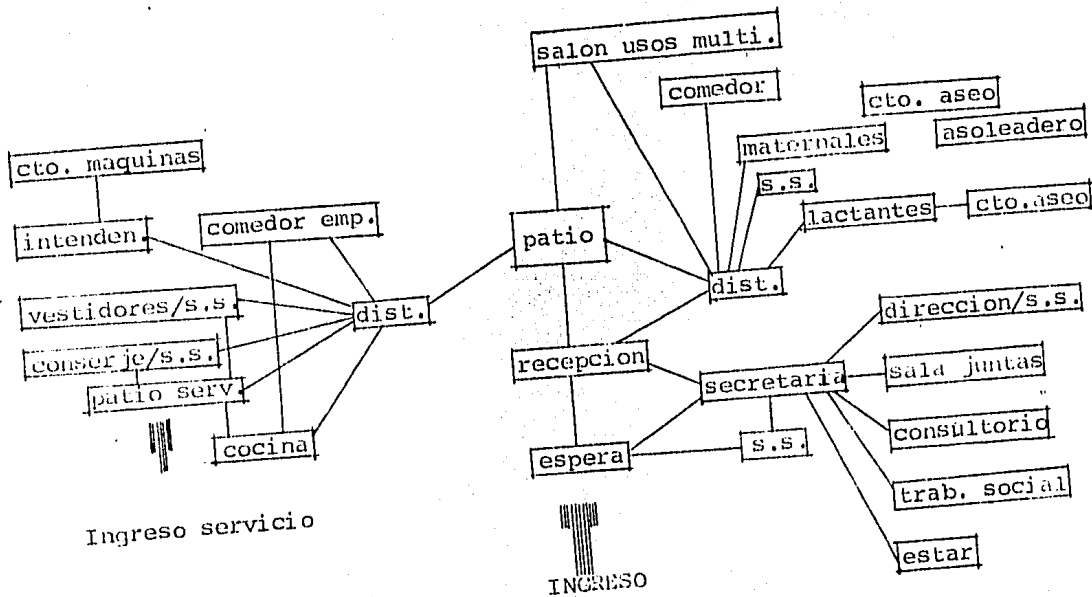 salon usos multi.
comedor
cto. aseo
maternales
asoleadero
cto. maquinas
s.s.
lactantes
cto.aseo
intenden.
comedor emp.
patio
dist.
vestidores/s.s.
dist.
direccion/s.s.
conserje/s.s.
recepcion
secretaria
sala juntas
patio serv.
cocina
espera
s.s.
consultorio
trab. social
Ingreso servicio
estar
INGRESO